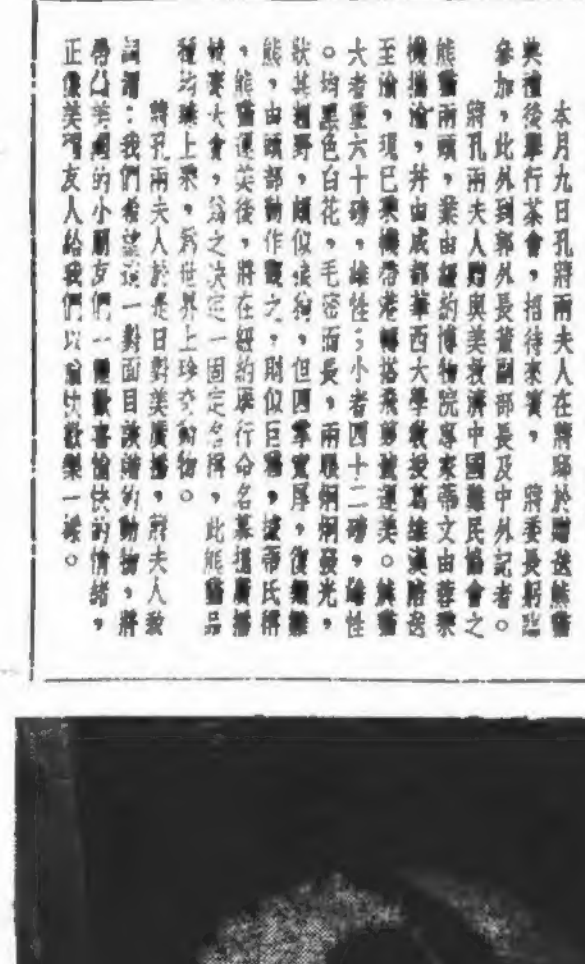 本月九日孔蔣兩夫人在蔣邸於贈送熊貓
典禮後舉行茶會，招待來賓，蔣委員長躬臨
參加，此外到郭外長董副部長及中外記者。
蔣孔兩夫人贈與美救濟中國難民協會之
熊貓兩頭，業由紐約博物院專家蒂文由蓉乘
機攜渝，并由成都華西大學教授葛維漢陪送
至渝，現已乘機帶港轉搭飛剪號運美。熊貓
大者重六十磅，雄性；小者四十二磅，雌性
。均黑色白花，毛密而長，兩眼炯炯發光，
狀其粗野，頗似狼狗，但四掌寬厚，復類
熊，由頭部動作觀之，則似巨貓，據蒂氏稱
，熊貓運美後，將在紐約舉行命名募捐廣播
競賽大會，為之決定一固定名稱，此熊貓品
種均珠上乘，為世界上珍奇動物。
蔣孔兩夫人於是日對美廣播，蔣夫人致
詞謂：我們希望這一對面目詼諧的動物，將
帶給美國的小朋友們一種歡喜愉快的情緒，
正像美國友人給我們以愉快歡樂一樣。